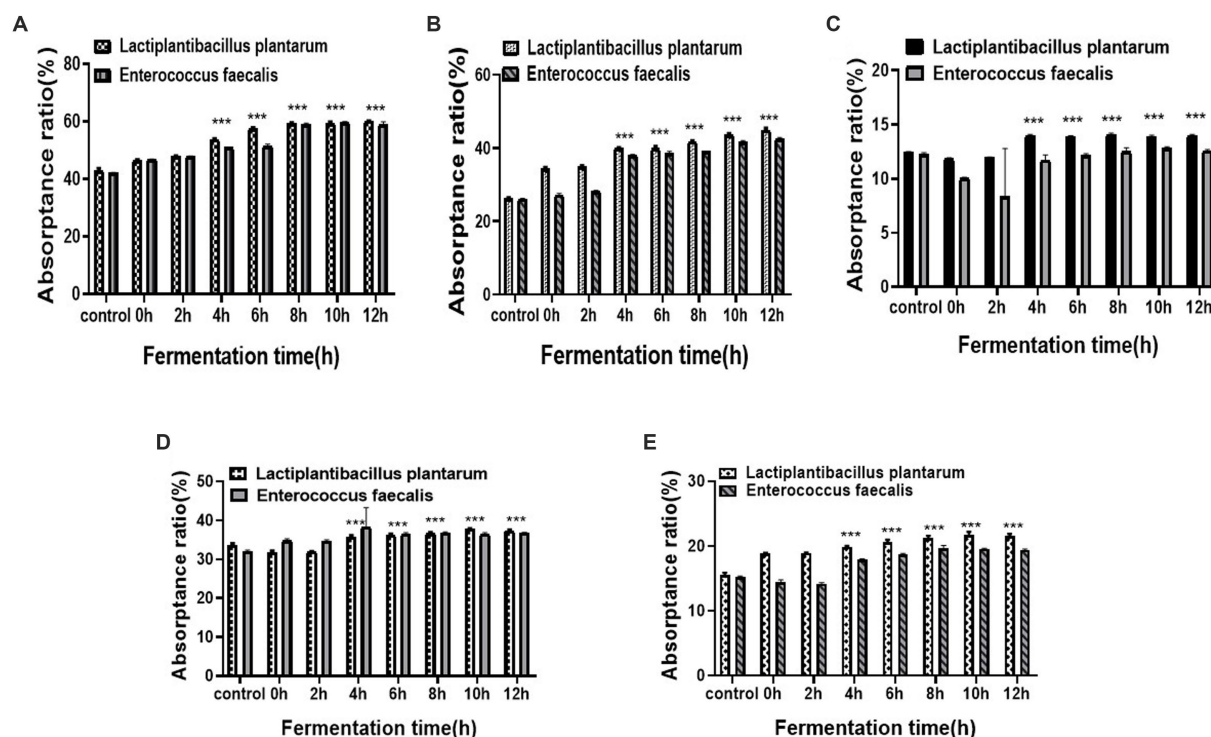 A
Lactiplantibacillus plantarum
Enterococcus faecalis
Absorptance ratio(%)
80
60
40
20
0
*** *** *** *** ***
control 0h 2h 4h 6h 8h 10h 12h
Fermentation time(h)
B
Lactiplantibacillus plantarum
Enterococcus faecalis
Absorptance ratio(%)
60
40
20
0
*** *** *** *** ***
control 0h 2h 4h 6h 8h 10h 12h
Fermentation time(h)
C
Lactiplantibacillus plantarum
Enterococcus faecalis
Absorptance ratio(%)
20
15
10
5
0
*** *** *** *** ***
control 0h 2h 4h 6h 8h 10h 12h
Fermentation time(h)
D
Lactiplantibacillus plantarum
Enterococcus faecalis
Absorptance ratio(%)
50
40
30
20
10
0
*** *** *** *** ***
control 0h 2h 4h 6h 8h 10h 12h
Fermentation time(h)
E
Lactiplantibacillus plantarum
Enterococcus faecalis
Absorptance ratio(%)
30
20
10
0
*** *** *** *** ***
control 0h 2h 4h 6h 8h 10h 12h
Fermentation time(h)